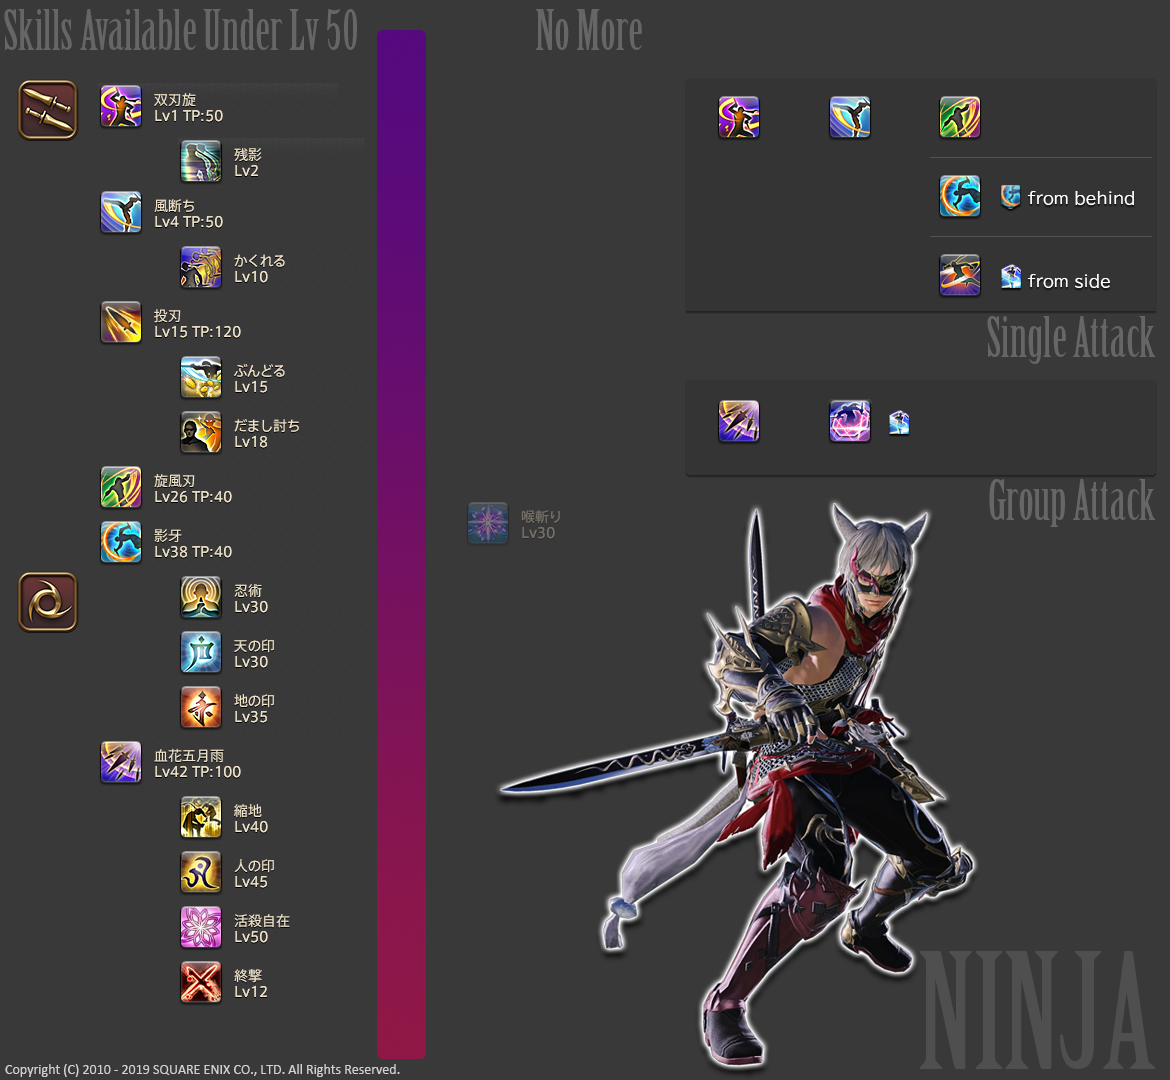 Skills Available Under Lv 50
双刃旋
Lv1 TP:50
残影
Lv2
風断ち
Lv4 TP:50
かくれる
Lv10
投刃
Lv15 TP:120
ぶんどる
Lv15
だまし討ち
Lv18
旋風刃
Lv26 TP:40
影牙
Lv38 TP:40
忍術
Lv30
天の印
Lv30
地の印
Lv35
血花五月雨
Lv42 TP:100
縮地
Lv40
人の印
Lv45
活殺自在
Lv50
終撃
Lv12
No More
喉斬り
Lv30
from behind
from side
Single Attack
Group Attack
NINJA
Copyright (C) 2010 - 2019 SQUARE ENIX CO., LTD. All Rights Reserved.